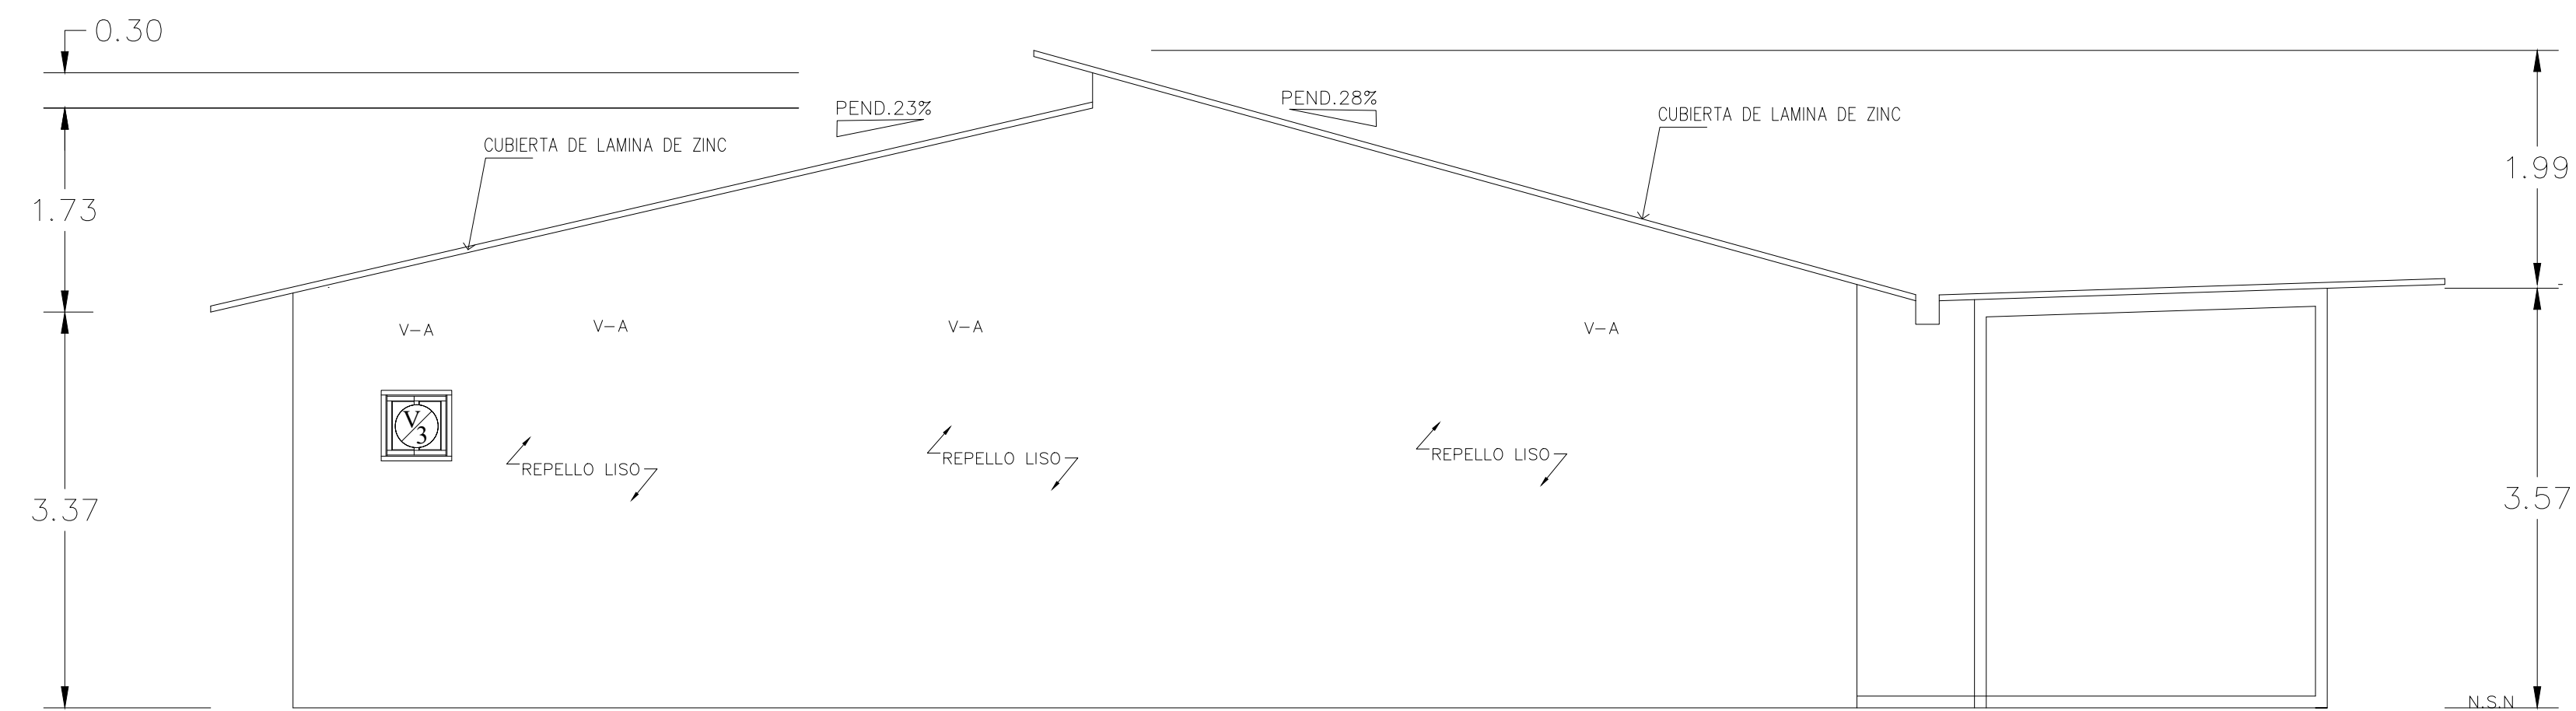 0.30
PEND.23%
PEND.28%
CUBIERTA DE LAMINA DE ZINC
CUBIERTA DE LAMINA DE ZINC
1.99
1.73
V-A
V-A
V-A
V-A
V
3
REPELLO LISO
REPELLO LISO
REPELLO LISO
3.37
3.57
N.S.N